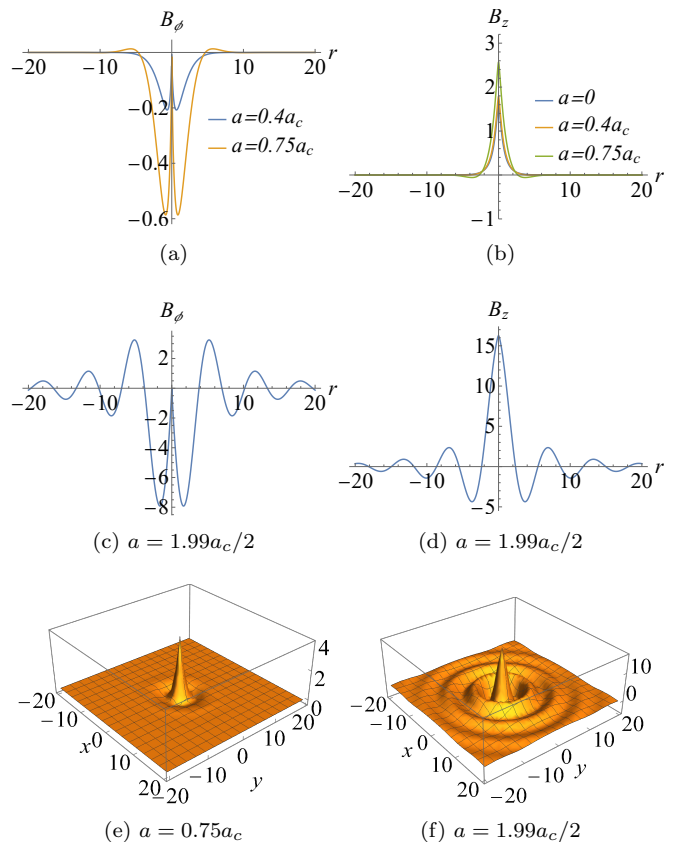 B_ϕ
r
−20
−10
10
20
−0.2
−0.4
−0.6
a=0.4a_c
a=0.75a_c
(a)
B_z
3
2
1
−1
−20
−10
10
20
r
a=0
a=0.4a_c
a=0.75a_c
(b)
B_ϕ
2
−2
−4
−6
−8
−20
−10
10
20
r
(c) a = 1.99a_c/2
B_z
15
10
5
−5
−20
−10
10
20
r
(d) a = 1.99a_c/2
4
2
0
−20
−10
x
0
10
20
−20
−10
0
y
10
20
(e) a = 0.75a_c
10
0
−20
−10
x
0
10
20
−20
−10
0
y
10
20
(f) a = 1.99a_c/2